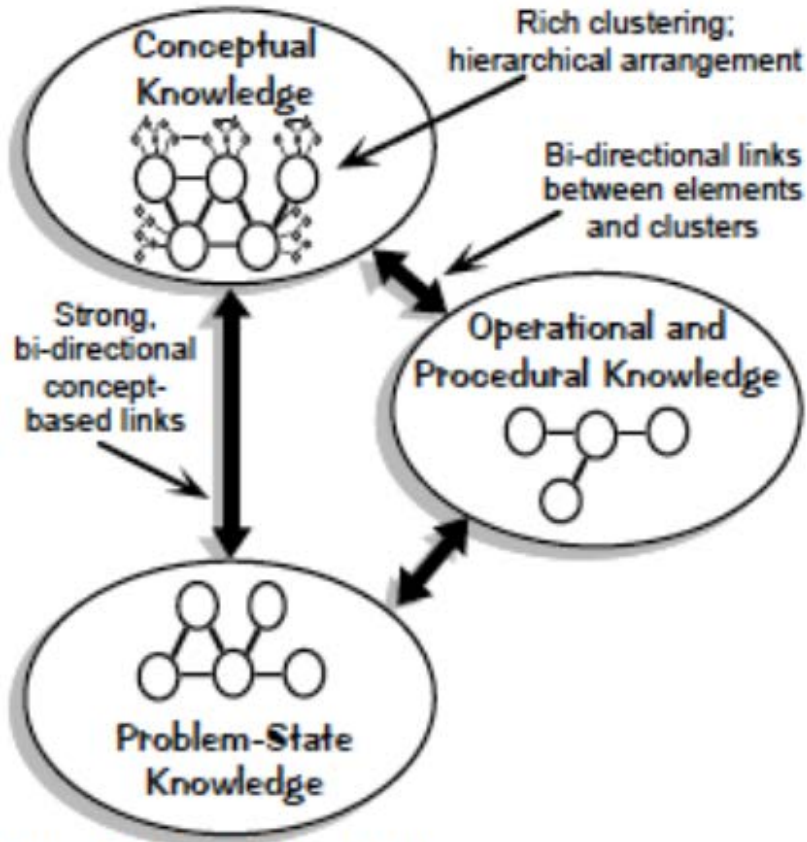 Conceptual
Knowledge
Rich clustering;
hierarchical arrangement
Bi-directional links
between elements
and clusters
Strong,
bi-directional
concept-
based links
Operational and
Procedural Knowledge
Problem-State
Knowledge